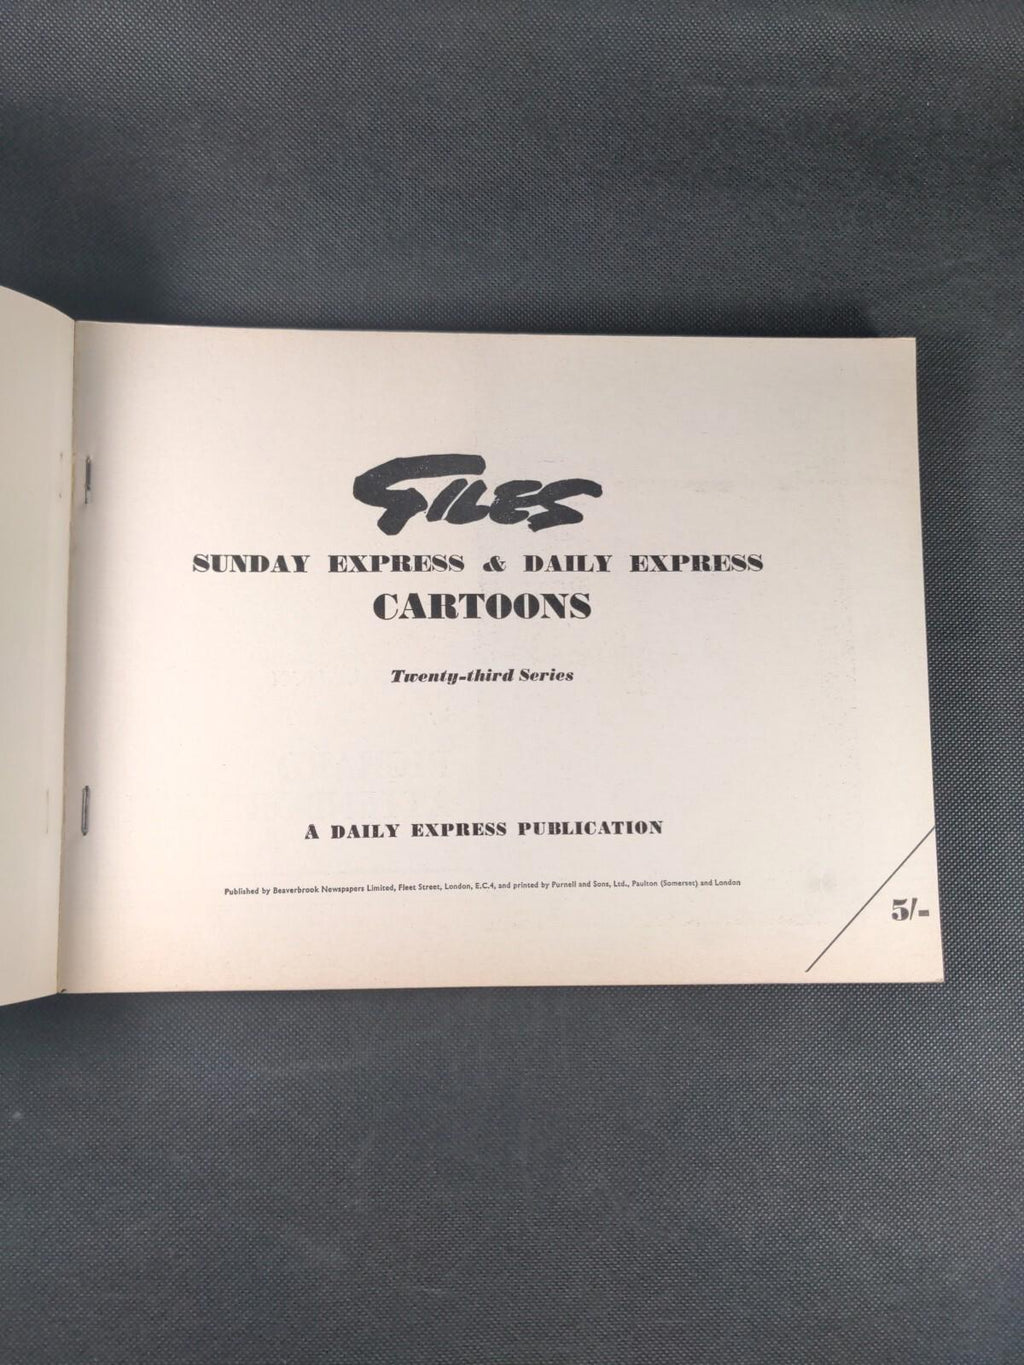 GILES
SUNDAY EXPRESS & DAILY EXPRESS
CARTOONS
Twenty-third Series
A DAILY EXPRESS PUBLICATION
Published by Beaverbrook Newspapers Limited, Fleet Street, London, E.C.4, and printed by Purnell and Sons, Ltd., Paulton (Somerset) and London
5/-